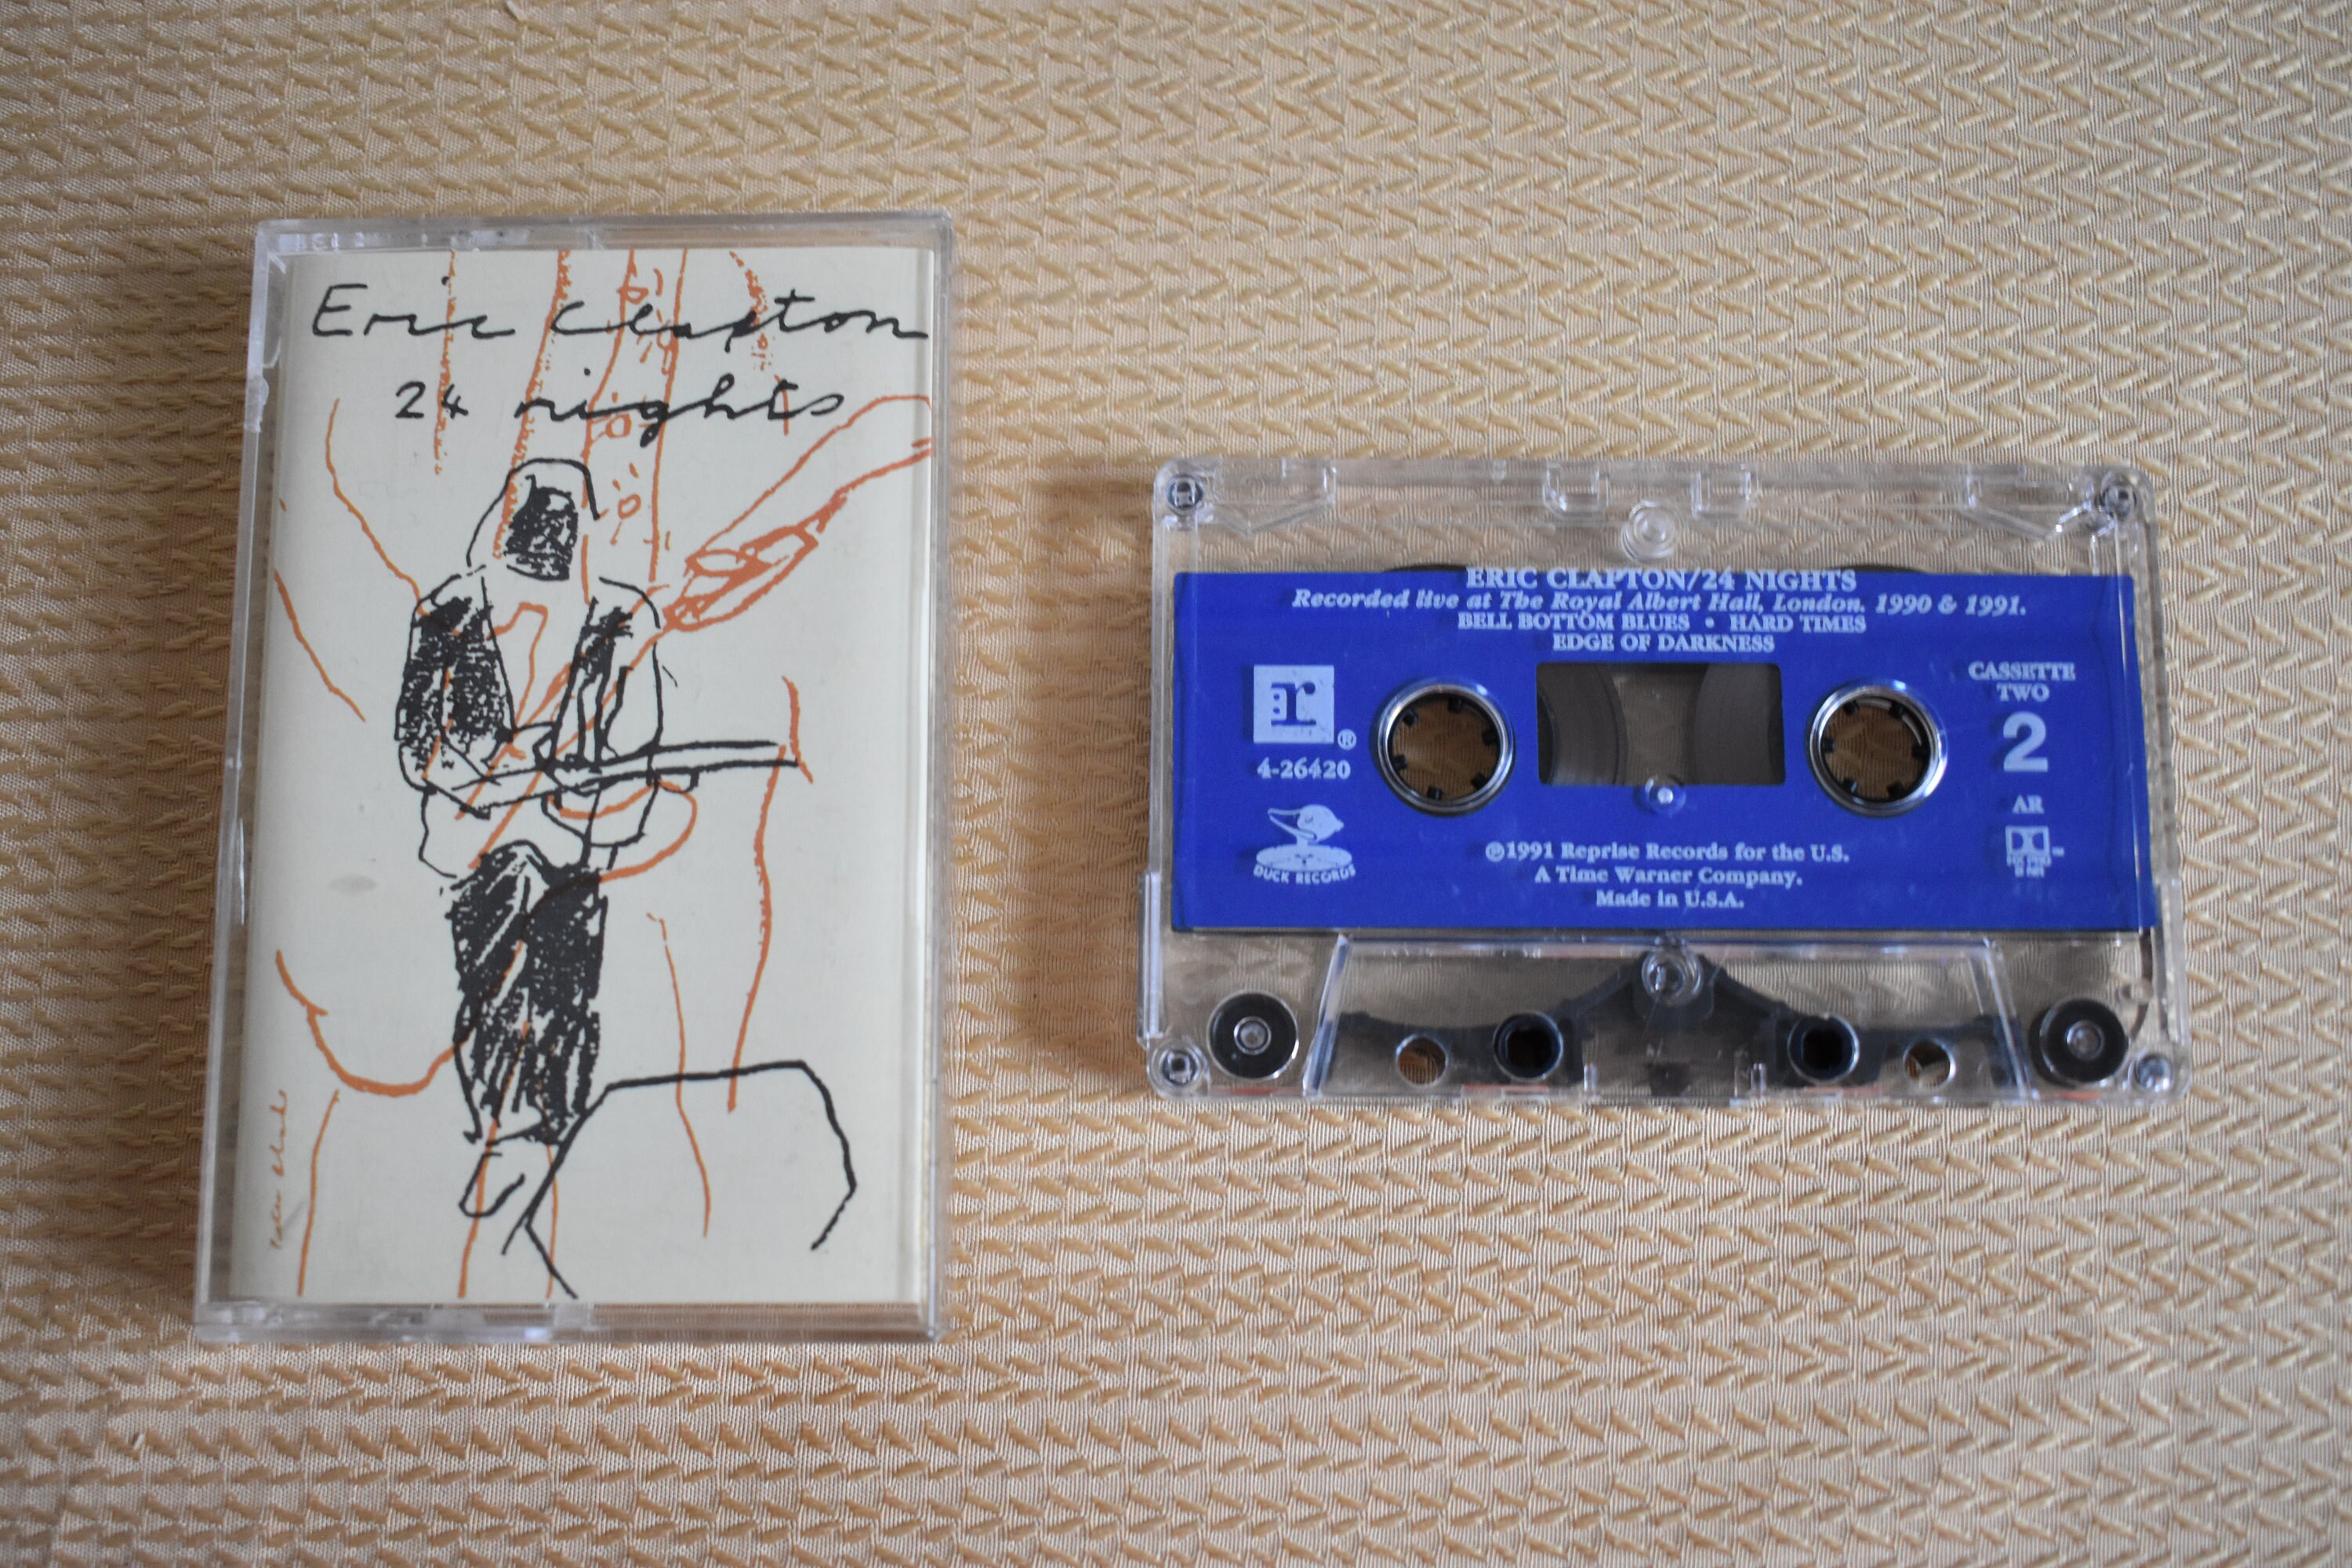 Eric Clapton
24 nights
ERIC CLAPTON/24 NIGHTS
Recorded live at The Royal Albert Hall, London. 1990 & 1991.
BELL BOTTOM BLUES • HARD TIMES
EDGE OF DARKNESS
r®
4-26420
DUCK RECORDS
CASSETTE
TWO
2
AR
℗1991 Reprise Records for the U.S.
A Time Warner Company.
Made in U.S.A.